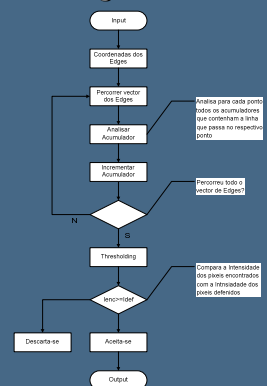 Input
Coordenadas dos
Edges
Percorrer vector
dos Edges
Analisar
Acumulador
Analisa para cada ponto
todos os acumuladores
que contenham a linha
que passa no respectivo
ponto
Incrementar
Acumulador
Percorreu todo o
vector de Edges?
N
S
Thresholding
Ienc>=Idef
Compara a Intensidade
dos pixeis encontrados
com a Intnsiadade dos
pixeis defenidos
Descarta-se
Aceita-se
Output